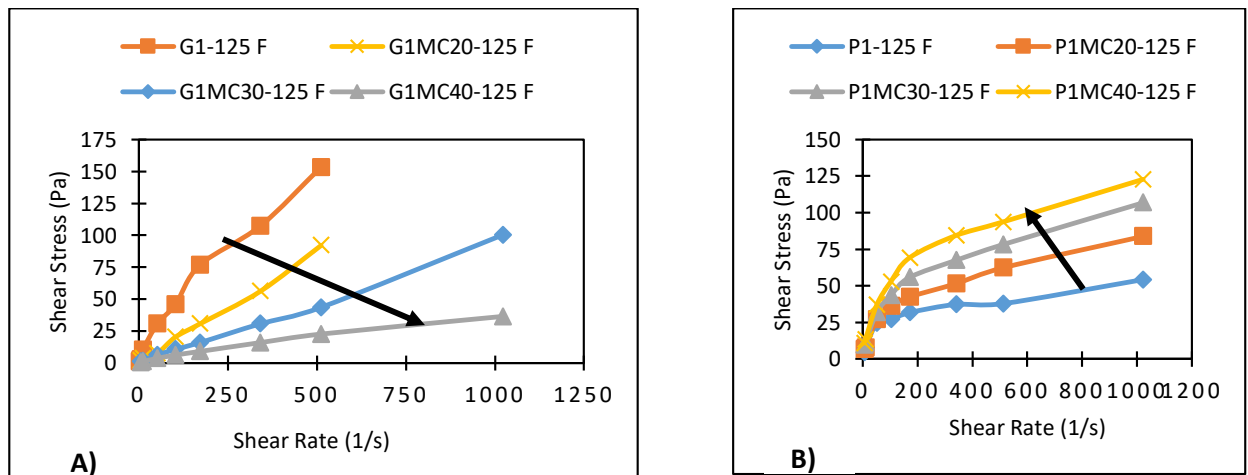 G1-125 F G1MC20-125 F
G1MC30-125 F G1MC40-125 F
175
150
125
100
75
50
25
0
0 250 500 750 1000 1250
Shear Stress (Pa)
Shear Rate (1/s)
A)
P1-125 F P1MC20-125 F
P1MC30-125 F P1MC40-125 F
150
125
100
75
50
25
0
0 200 400 600 800 1000 1200
Shear Stress (Pa)
Shear Rate (1/s)
B)